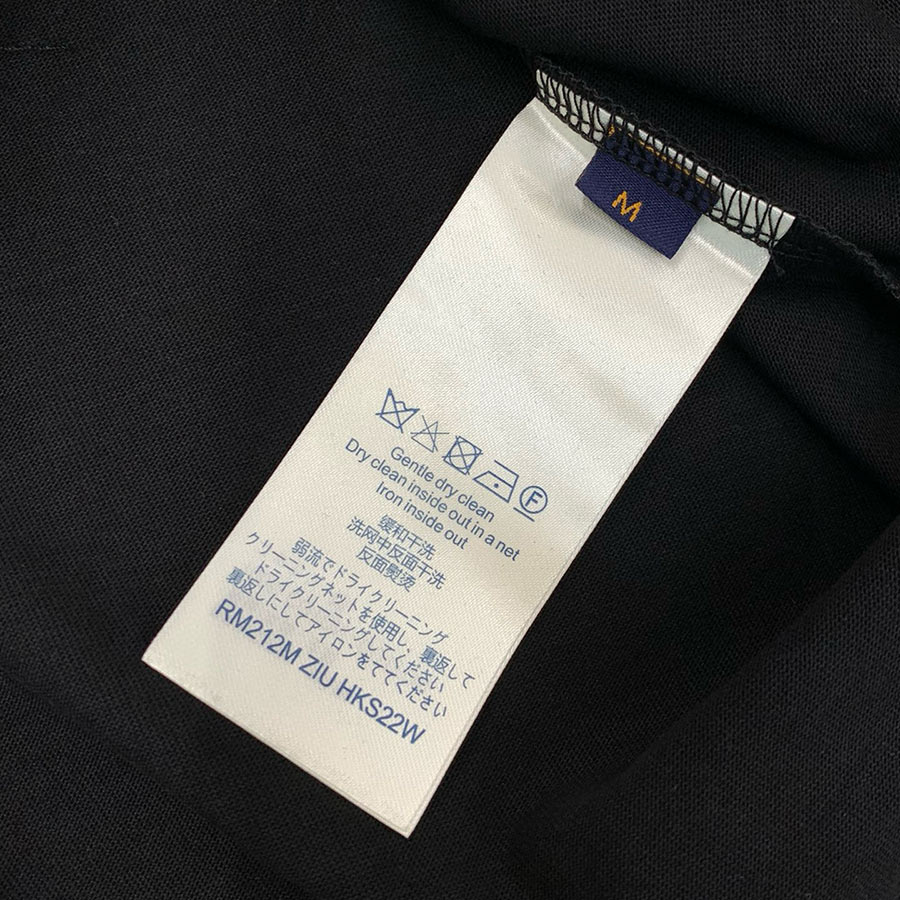 M
F
Gentle dry clean
Dry clean inside out in a net
Iron inside out
缓和干洗
洗网中反面干洗
反面熨烫
弱流でドライクリーニング
クリーニングネットを使用し、裏返して
ドライクリーニングしてください
裏返しにしてアイロンをててください
RM212M ZIU HKS22W